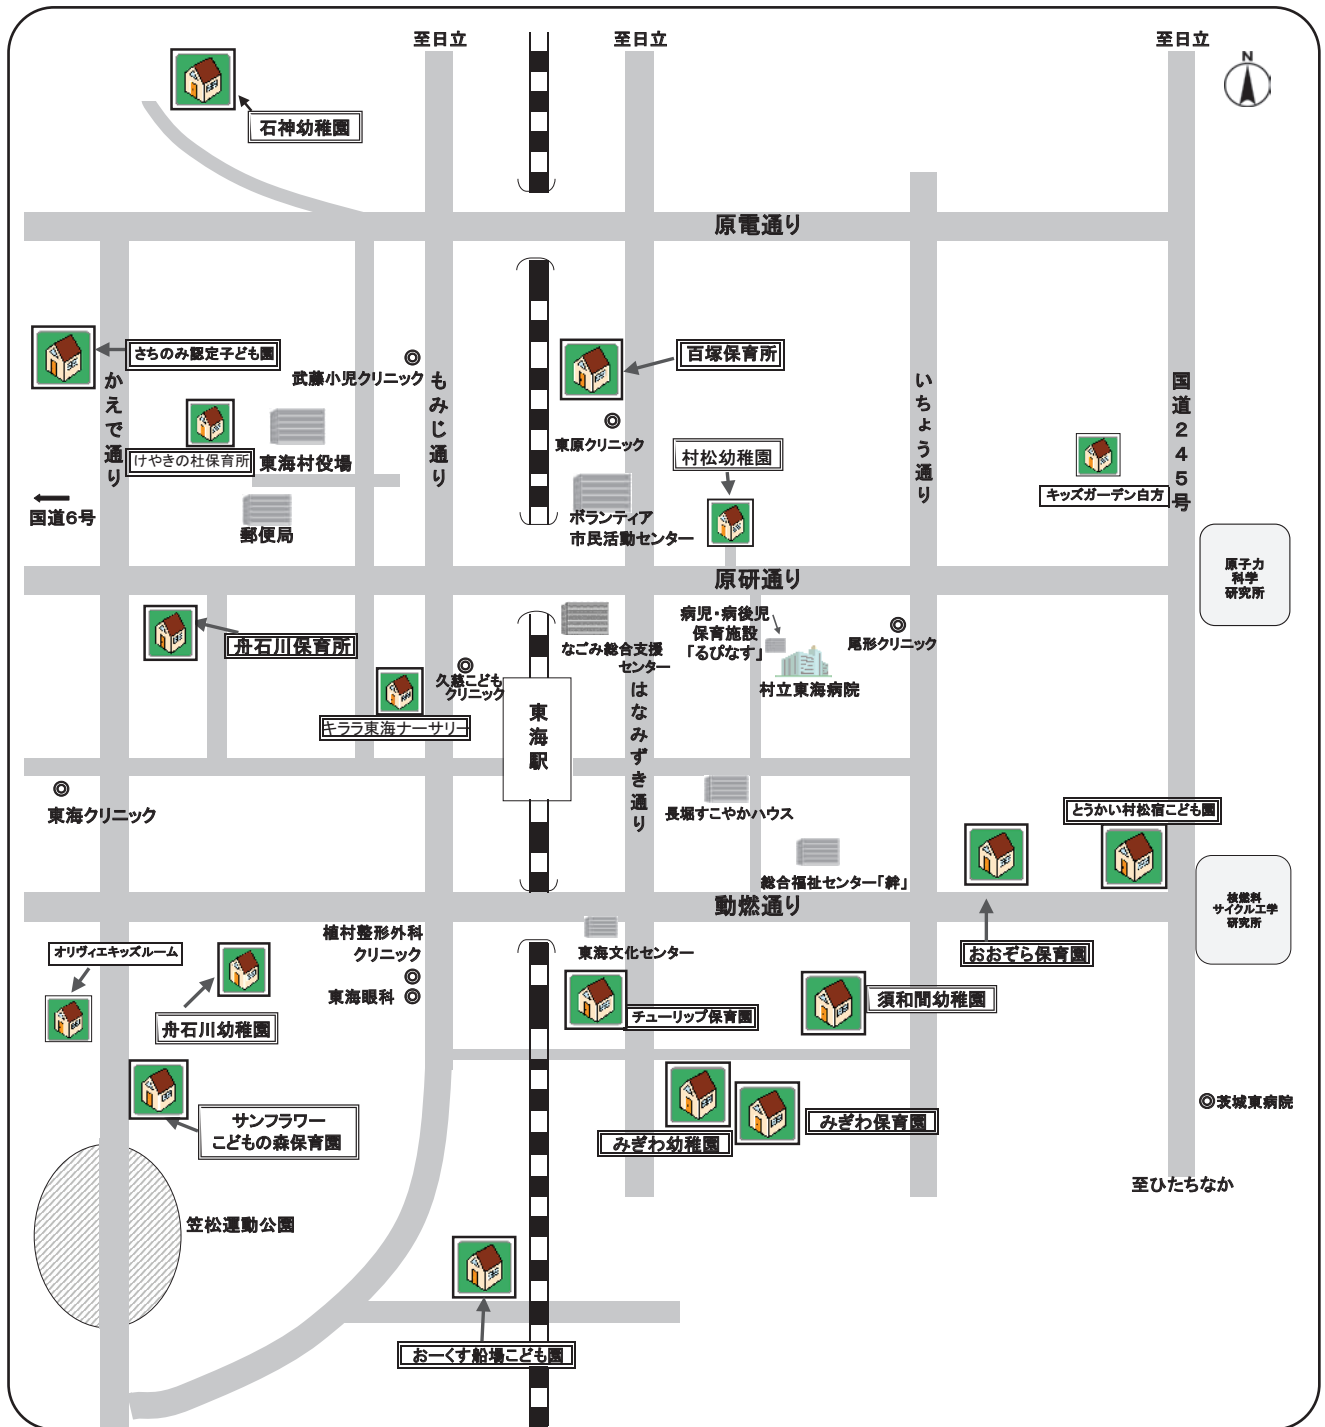 至日立
至日立
至日立
N
石神幼稚園
原電通り
さちのみ認定子ども園
武藤小児クリニック
百塚保育所
かえで通り
もみじ通り
いちょう通り
国道245号
東原クリニック
村松幼稚園
けやきの杜保育所
東海村役場
キッズガーデン白方
国道6号
郵便局
ボランティア
市民活動センター
原研通り
原子力
科学
研究所
舟石川保育所
なごみ総合支援
センター
病児・病後児
保育施設
「るぴなす」
尾形クリニック
久慈こども
クリニック
村立東海病院
キララ東海ナーサリー
東海駅
はなみずき通り
東海クリニック
長堀すこやかハウス
とうかい村松宿こども園
総合福祉センター「絆」
動燃通り
核燃料
サイクル工学
研究所
植村整形外科
クリニック
オリヴィエキッズルーム
東海文化センター
おおぞら保育園
東海眼科
舟石川幼稚園
チューリップ保育園
須和間幼稚園
サンフラワー
こどもの森保育園
みぎわ幼稚園
みぎわ保育園
茨城東病院
至ひたちなか
笠松運動公園
おーくす船場こども園